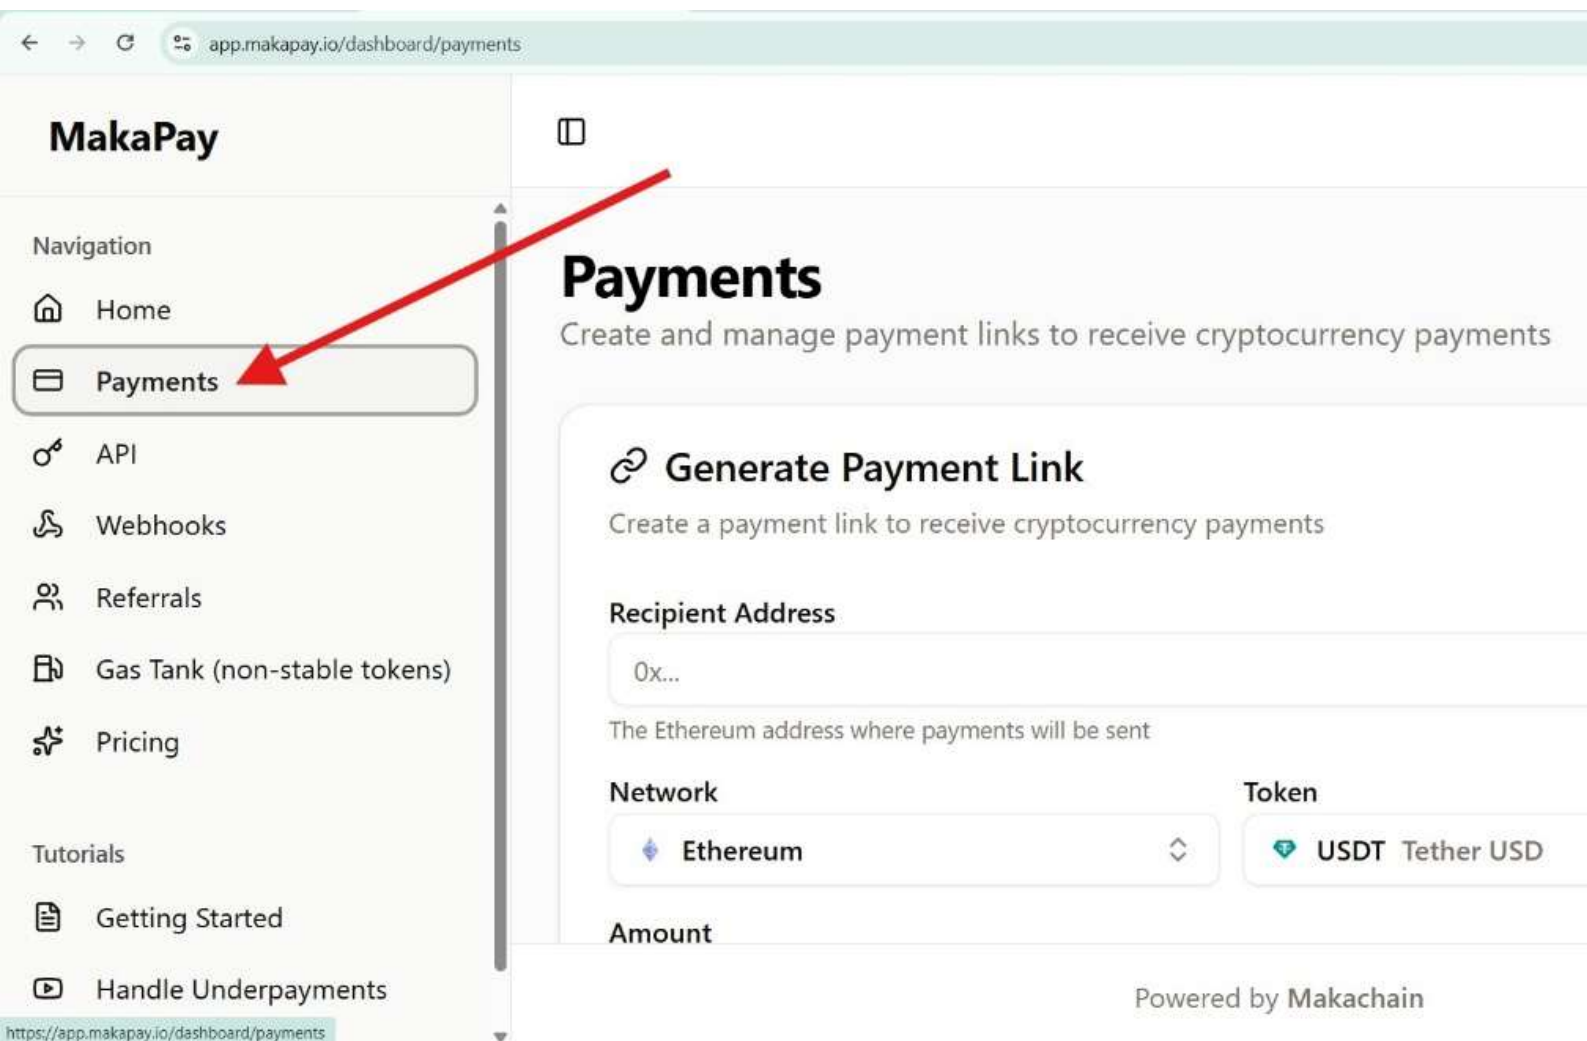 app.makapay.io/dashboard/payments
MakaPay
Navigation
Home
Payments
API
Webhooks
Referrals
Gas Tank (non-stable tokens)
Pricing
Tutorials
Getting Started
Handle Underpayments
https://app.makapay.io/dashboard/payments
Payments
Create and manage payment links to receive cryptocurrency payments
Generate Payment Link
Create a payment link to receive cryptocurrency payments
Recipient Address
0x...
The Ethereum address where payments will be sent
Network
Ethereum
Token
USDT Tether USD
Amount
Powered by Makachain